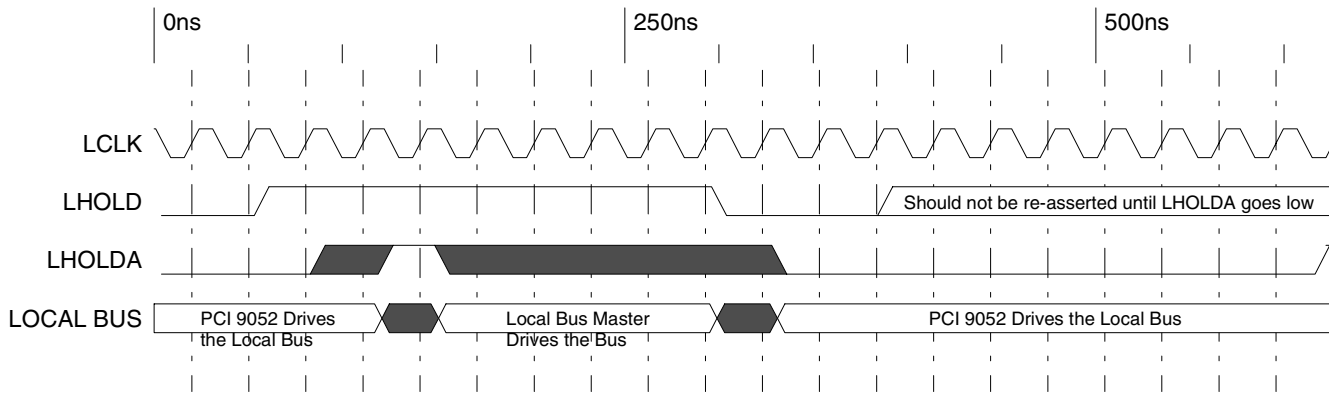 0ns 250ns 500ns
LCLK
LHOLD Should not be re-asserted until LHOLDA goes low
LHOLDA
LOCAL BUS PCI 9052 Drives Local Bus Master PCI 9052 Drives the Local Bus
the Local Bus Drives the Bus